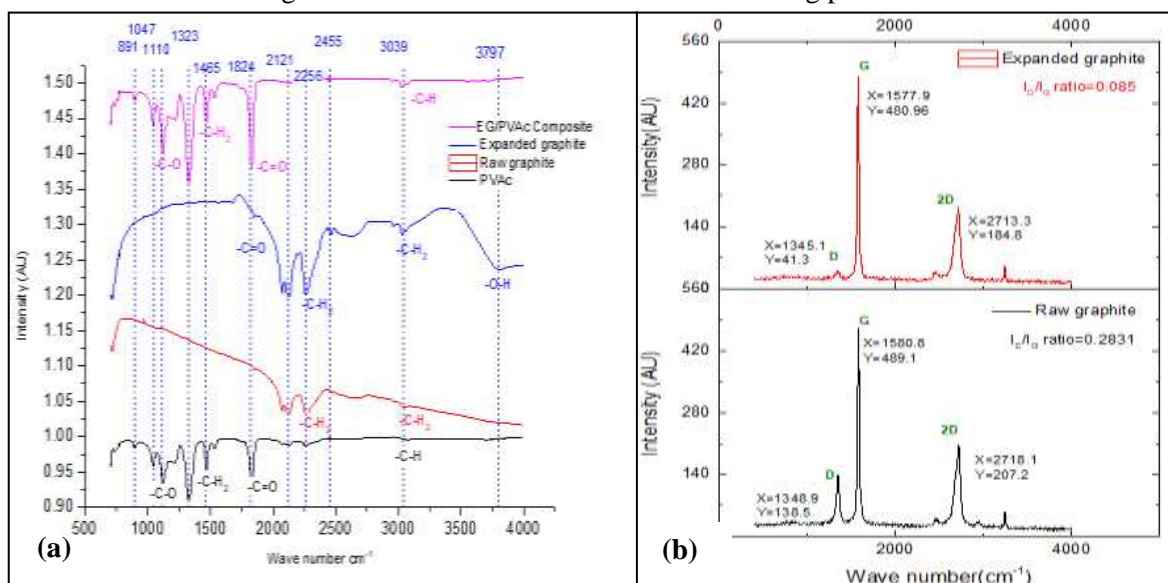 1047 1323 2455 3039 3797
891 1110 1465 1824 2121 2256
1.50
1.45
1.40
1.35
1.30
1.25
1.20
1.15
1.10
1.05
1.00
0.95
0.90
Intensity (AU)
-C-H
-C-H2
-C-O
-C=O
EG/PVAc Composite
Expanded graphite
Raw graphite
PVAc
-C=O
-C-H2
-C-H2
-O-H
-C-H2
-C-H2
-C-H
-C-O
-C-H2
-C=O
500 1000 1500 2000 2500 3000 3500 4000
Wave number cm-1
(a)
0 2000 4000
560
420
280
140
560
Intensity(AU)
G
X=1577.9
Y=480.96
Expanded graphite
ID/IG ratio=0.085
2D
X=2713.3
Y=184.8
X=1345.1
Y=41.3
D
420
280
140
Intensity (AU)
G
X=1580.8
Y=489.1
Raw graphite
ID/IG ratio=0.2831
2D
X=2718.1
Y=207.2
D
X=1348.9
Y=138.5
2000 4000
Wave number(cm-1)
(b)